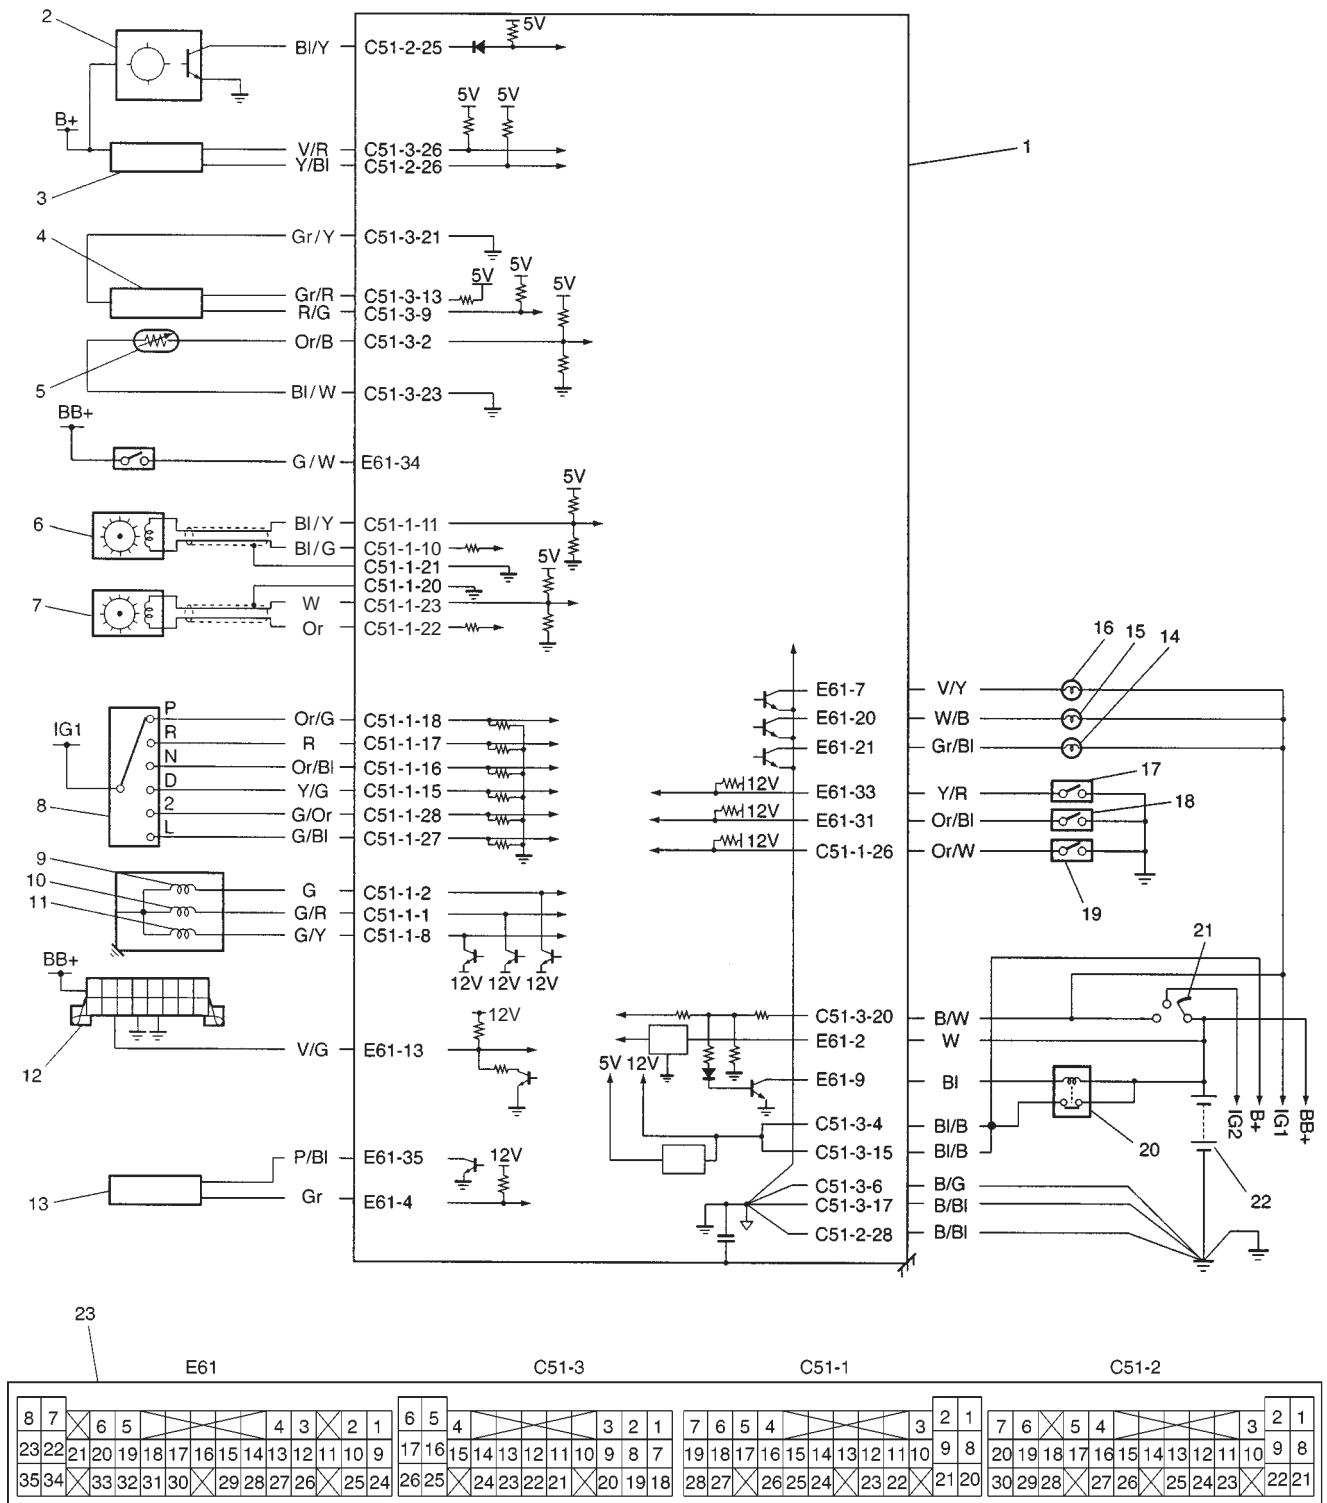 2
Bl/Y C51-2-25 5V
B+
5V 5V
V/R C51-3-26
Y/Bl C51-2-26
1
3
4
Gr/Y C51-3-21
5V 5V 5V
Gr/R C51-3-13
R/G C51-3-9
Or/B C51-3-2
5
Bl/W C51-3-23
BB+
G/W E61-34
5V
6
Bl/Y C51-1-11
Bl/G C51-1-10
C51-1-21
5V
C51-1-20
7
W C51-1-23
Or C51-1-22
16 15 14
E61-7 V/Y
E61-20 W/B
E61-21 Gr/Bl
IG1
8
P Or/G C51-1-18
R R C51-1-17
N Or/Bl C51-1-16
D Y/G C51-1-15
2 G/Or C51-1-28
L G/Bl C51-1-27
12V E61-33 Y/R 17
12V E61-31 Or/Bl 18
12V C51-1-26 Or/W
19
9
10
11
G C51-1-2
G/R C51-1-1
G/Y C51-1-8
12V 12V 12V
BB+
12
12V
V/G E61-13
21
C51-3-20 B/W
E61-2 W
5V 12V
E61-9 Bl
C51-3-4 Bl/B
C51-3-15 Bl/B
20
IG2 B+ IG1 BB+
22
13
P/Bl E61-35 12V
Gr E61-4
C51-3-6 B/G
C51-3-17 B/Bl
C51-2-28 B/Bl
23
E61 C51-3 C51-1 C51-2
8 7 6 5 4 3 2 1 6 5 4 3 2 1 7 6 5 4 3 2 1 7 6 5 4 3 2 1
23 22 21 20 19 18 17 16 15 14 13 12 11 10 9 17 16 15 14 13 12 11 10 9 8 7 19 18 17 16 15 14 13 12 11 10 9 8 20 19 18 17 16 15 14 13 12 11 10 9 8
35 34 33 32 31 30 29 28 27 26 25 24 26 25 24 23 22 21 20 19 18 28 27 26 25 24 23 22 21 20 30 29 28 27 26 25 24 23 22 21